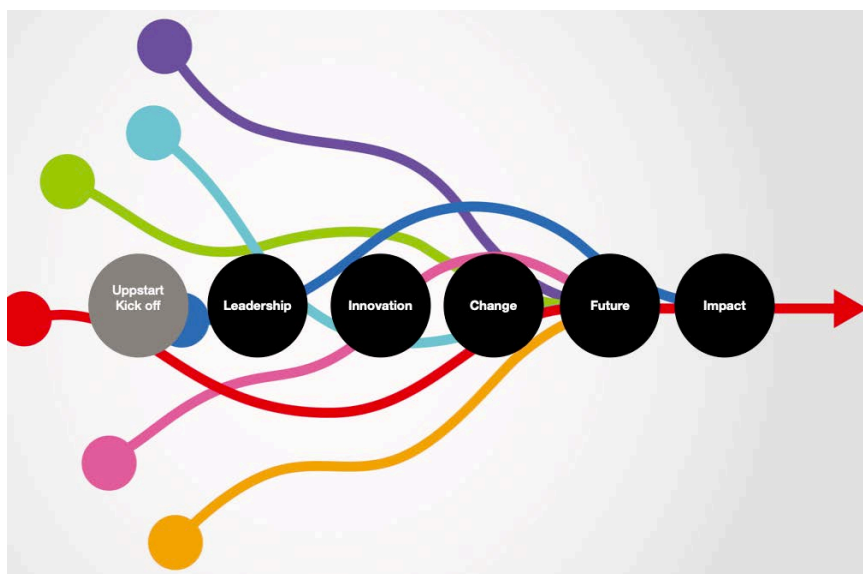 Uppstart
Kick off
Leadership
Innovation
Change
Future
Impact